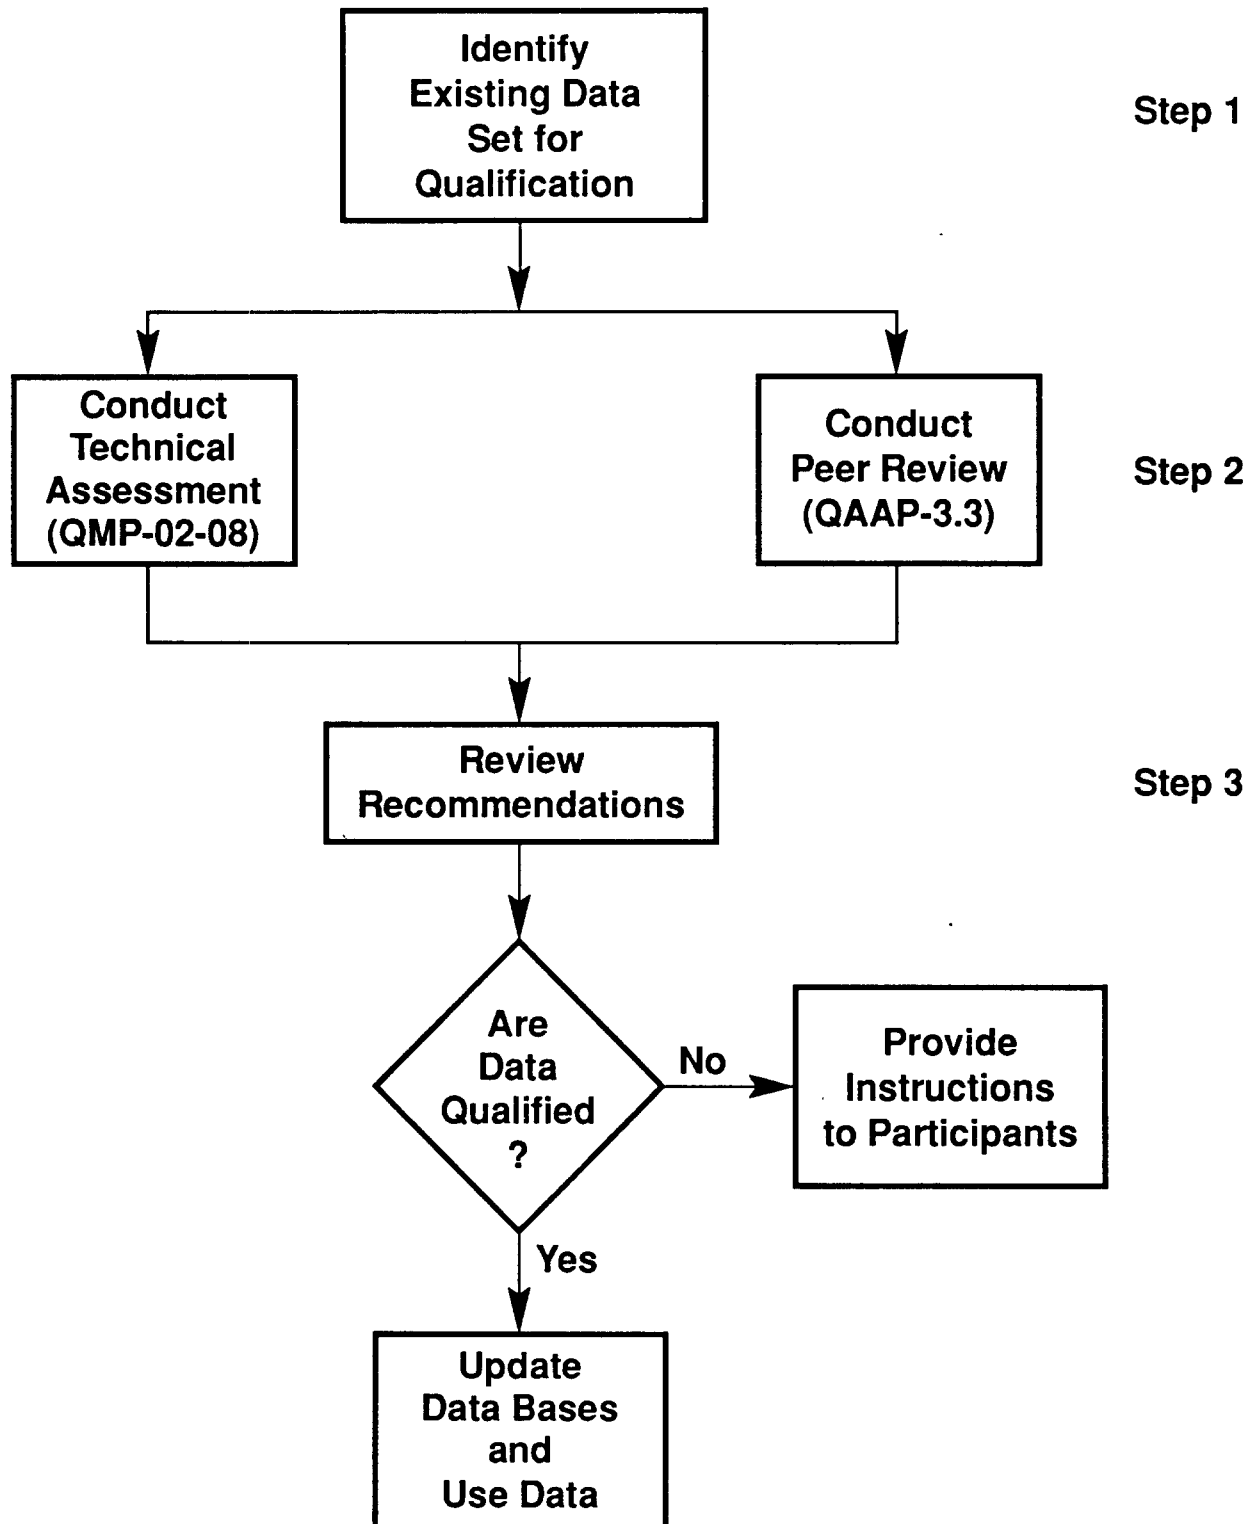 Identify
Existing Data
Set for
Qualification
Step 1
Conduct
Technical
Assessment
(QMP-02-08)
Conduct
Peer Review
(QAAP-3.3)
Step 2
Review
Recommendations
Step 3
Are
Data
Qualified
?
No
Provide
Instructions
to Participants
Yes
Update
Data Bases
and
Use Data